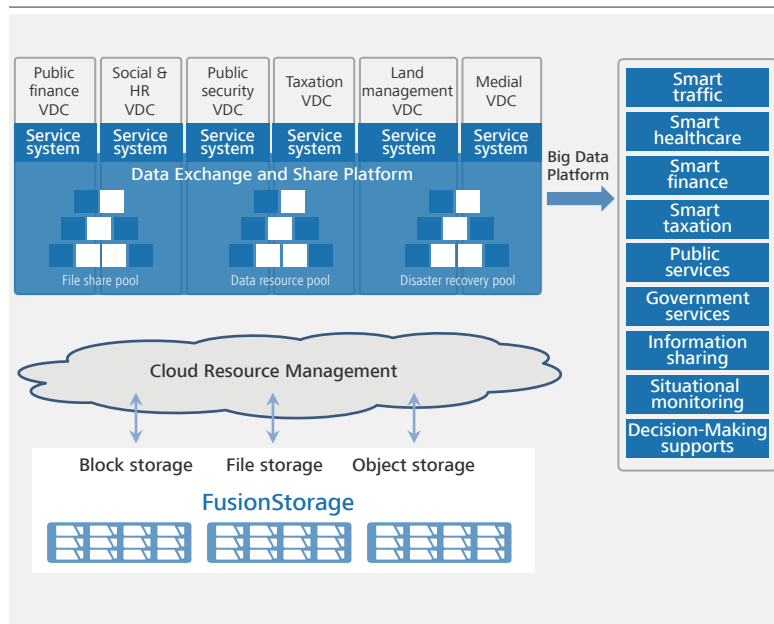 Public
finance
VDC
Social &
HR
VDC
Public
security
VDC
Taxation
VDC
Land
management
VDC
Medial
VDC
Service
system
Service
system
Service
system
Service
system
Service
system
Service
system
Data Exchange and Share Platform
File share pool
Data resource pool
Disaster recovery pool
Big Data
Platform
Smart
traffic
Smart
healthcare
Smart
finance
Smart
taxation
Public
services
Government
services
Information
sharing
Situational
monitoring
Decision-Making
supports
Cloud Resource Management
Block storage
File storage
Object storage
FusionStorage